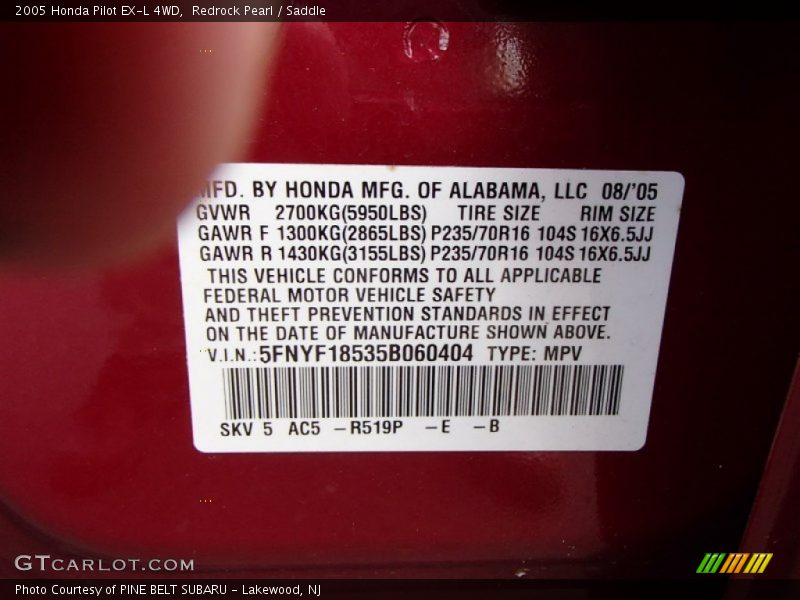 2005 Honda Pilot EX-L 4WD, Redrock Pearl / Saddle
MFD. BY HONDA MFG. OF ALABAMA, LLC 08/'05
GVWR 2700KG(5950LBS) TIRE SIZE RIM SIZE
GAWR F 1300KG(2865LBS) P235/70R16 104S 16X6.5JJ
GAWR R 1430KG(3155LBS) P235/70R16 104S 16X6.5JJ
THIS VEHICLE CONFORMS TO ALL APPLICABLE
FEDERAL MOTOR VEHICLE SAFETY
AND THEFT PREVENTION STANDARDS IN EFFECT
ON THE DATE OF MANUFACTURE SHOWN ABOVE.
V.I.N.: 5FNYF18535B060404 TYPE: MPV
SKV 5 AC5 -R519P -E -B
GTCARLOT.COM
Photo Courtesy of PINE BELT SUBARU - Lakewood, NJ